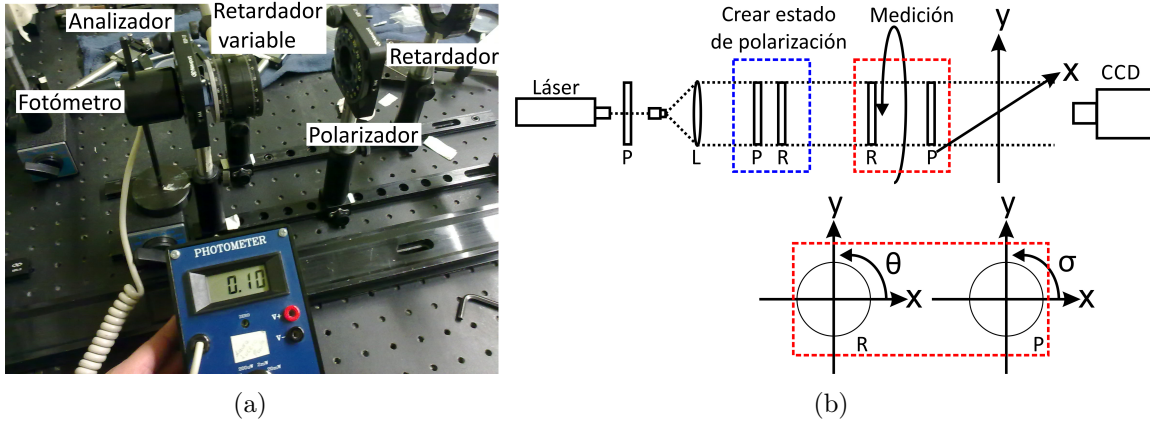 Analizador
Retardador
variable
Retardador
Fotómetro
Polarizador
PHOTOMETER
0.10
V+
V-
(a)
Crear estado
de polarización
Medición
y
x
Láser
CCD
P
L
P
R
R
P
y
θ
x
R
y
σ
x
P
(b)